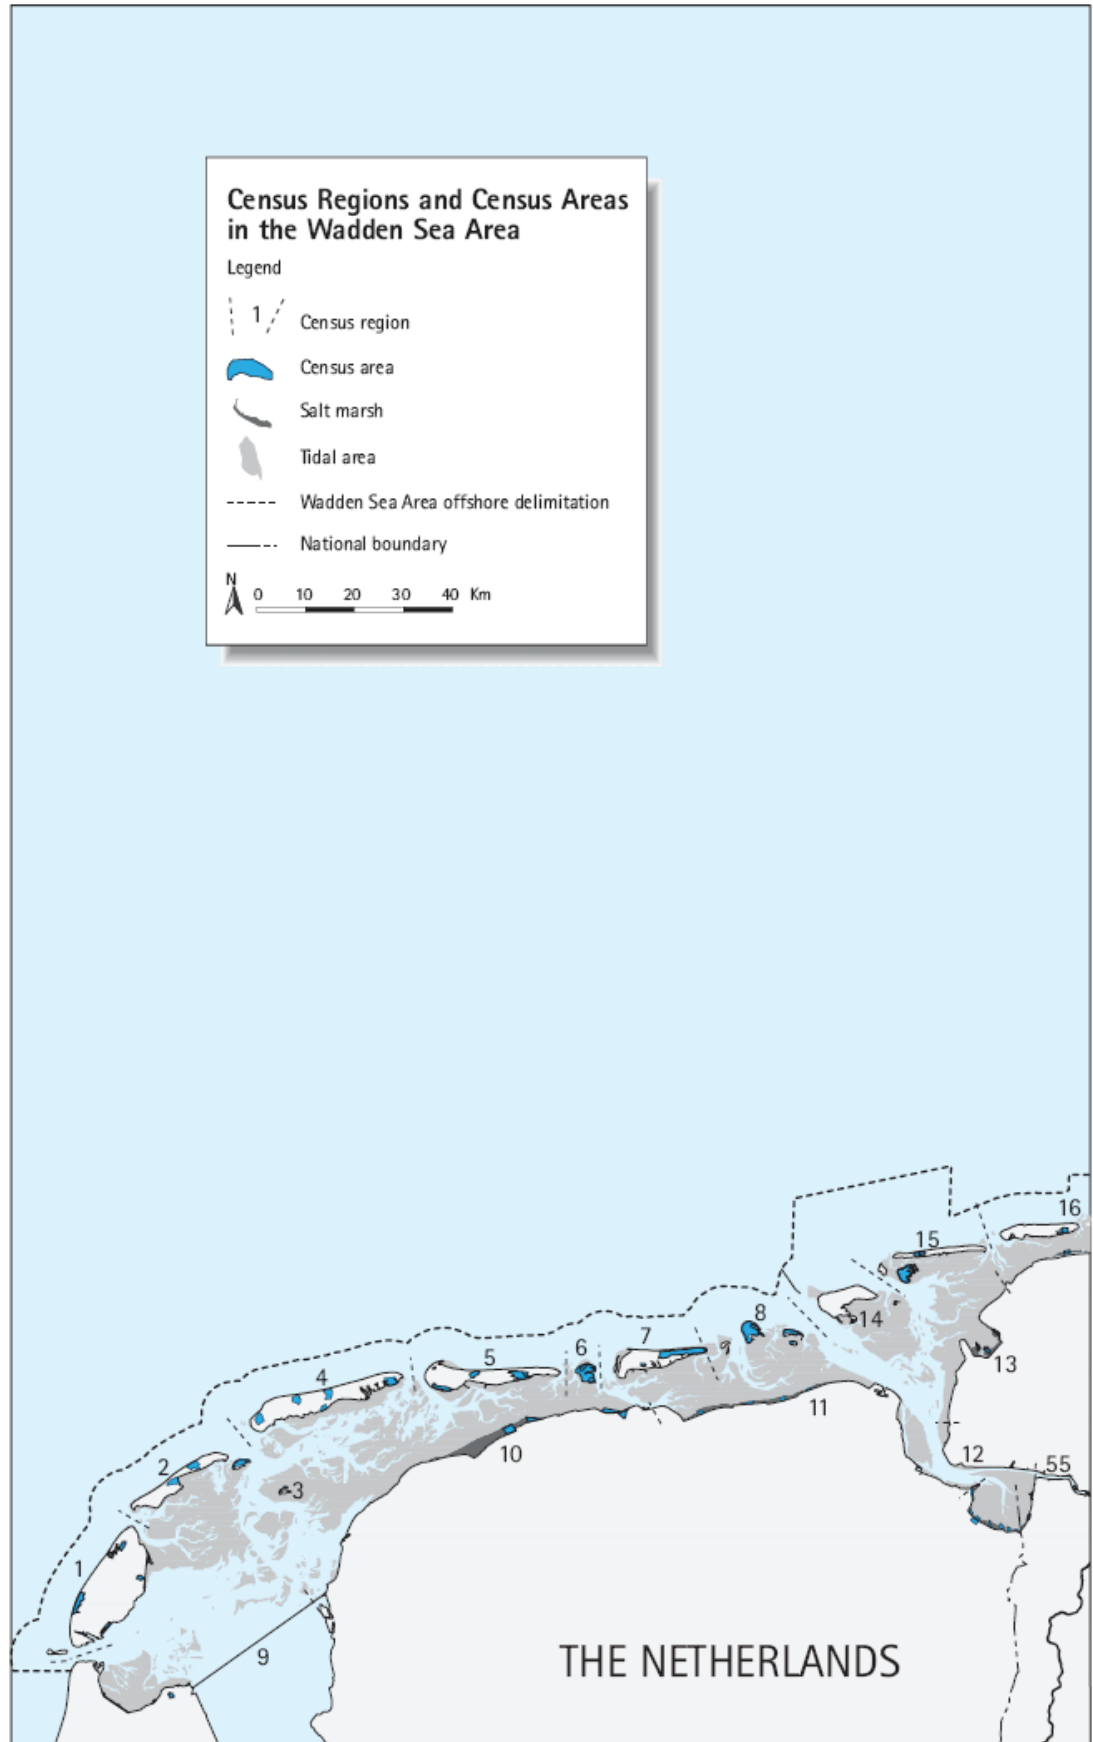 Census Regions and Census Areas
in the Wadden Sea Area
Legend
1
Census region
Census area
Salt marsh
Tidal area
Wadden Sea Area offshore delimitation
National boundary
N
0 10 20 30 40 Km
16
15
14
13
8
7
6
5
4
11
10
12
55
2
3
1
9
THE NETHERLANDS